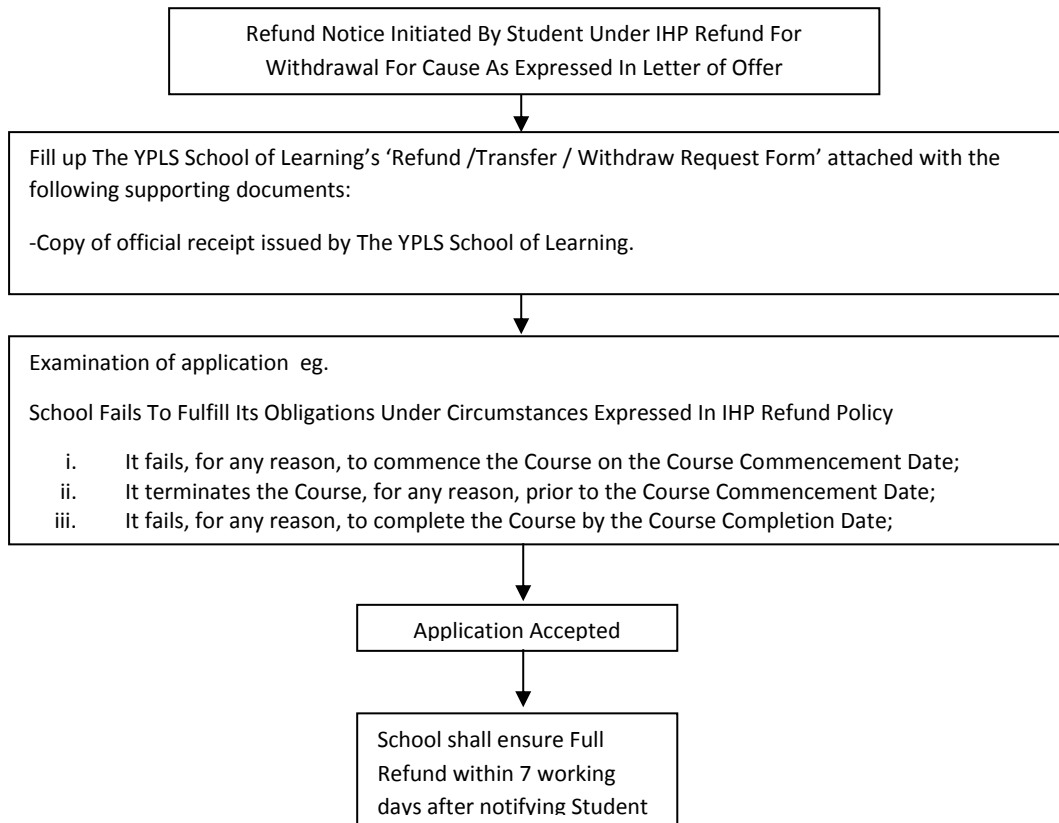 Refund Notice Initiated By Student Under IHP Refund For
Withdrawal For Cause As Expressed In Letter of Offer
Fill up The YPLS School of Learning’s ‘Refund /Transfer / Withdraw Request Form’ attached with the
following supporting documents:
-Copy of official receipt issued by The YPLS School of Learning.
Examination of application  eg.
School Fails To Fulfill Its Obligations Under Circumstances Expressed In IHP Refund Policy
i. It fails, for any reason, to commence the Course on the Course Commencement Date;
ii. It terminates the Course, for any reason, prior to the Course Commencement Date;
iii. It fails, for any reason, to complete the Course by the Course Completion Date;
Application Accepted
School shall ensure Full
Refund within 7 working
days after notifying Student